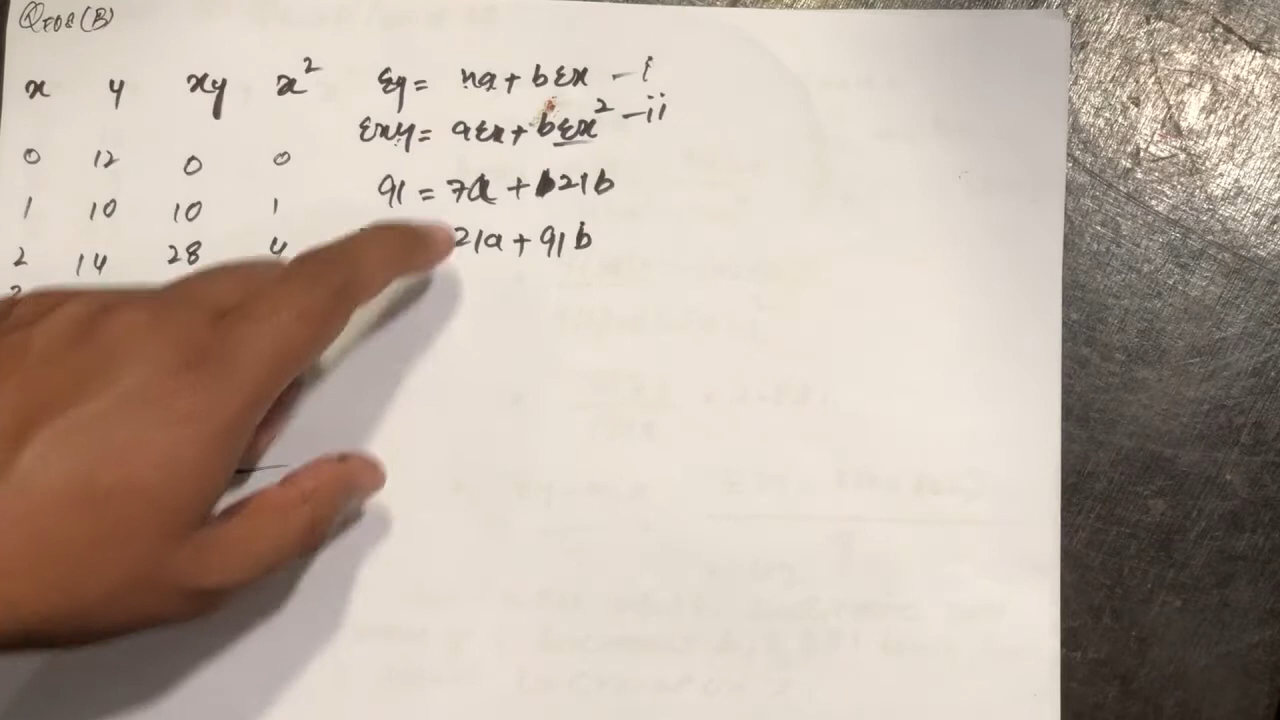 Q 08 (B)
x y xy x²
0 12 0 0
1 10 10 1
2 14 28 4
Σy = na + bΣx – i
Σxy = aΣx + bΣx² – ii
91 = 7a + 21b
21a + 91b